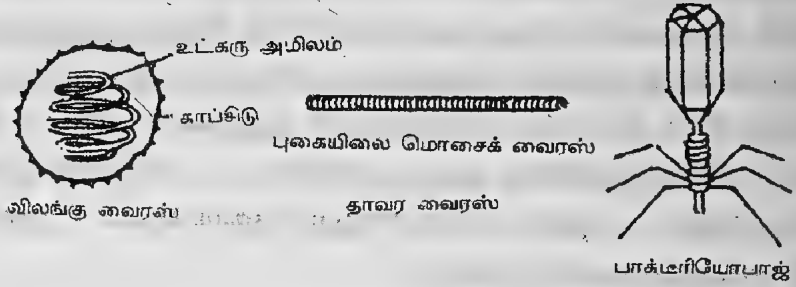 உட்கரு அமிலம்
காப்சிடு
புகையிலை மொசைக் வைரஸ்
விலங்கு வைரஸ்
தாவர வைரஸ்
பாக்டீரியோபாஜ்